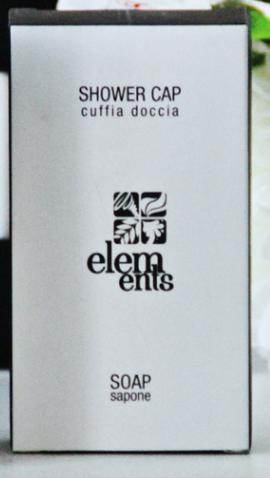 SHOWER CAP
cuffia doccia
elem
ents
SOAP
sapone